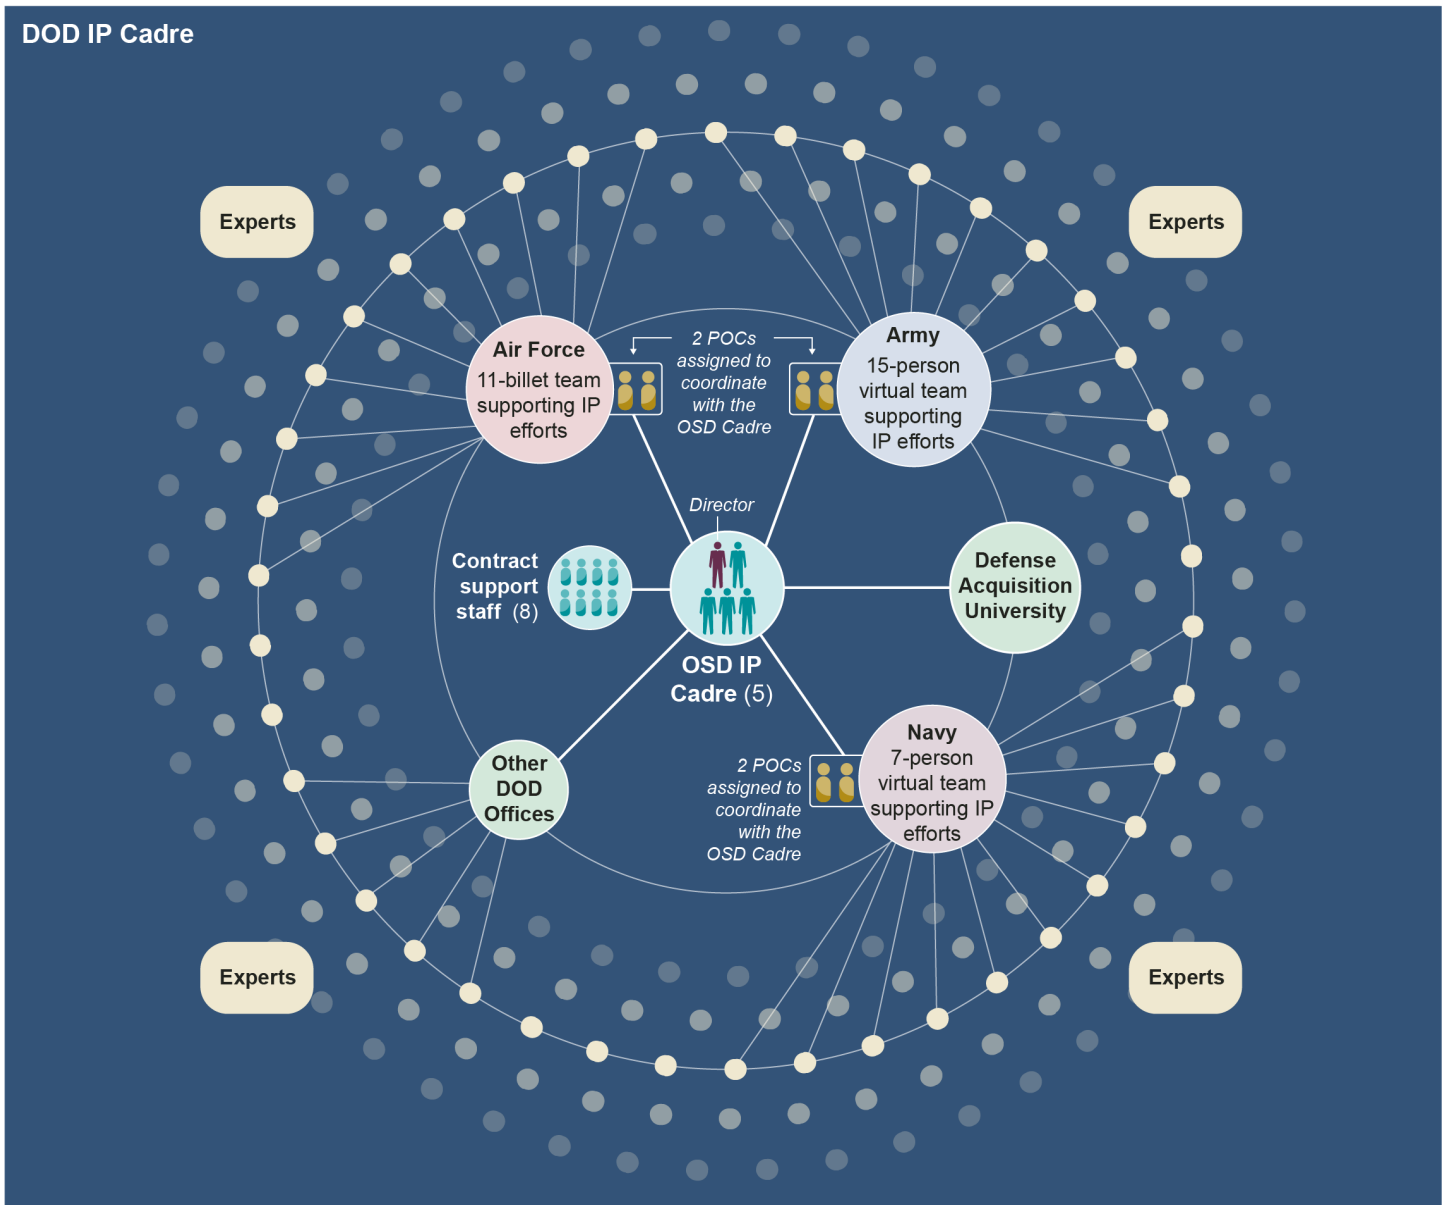 DOD IP Cadre
Experts
Experts
Air Force
11-billet team
supporting IP
efforts
2 POCs
assigned to
coordinate
with the
OSD Cadre
Army
15-person
virtual team
supporting
IP efforts
Director
Contract
support
staff (8)
OSD IP
Cadre (5)
Defense
Acquisition
University
Other
DOD
Offices
2 POCs
assigned to
coordinate
with the
OSD Cadre
Navy
7-person
virtual team
supporting IP
efforts
Experts
Experts